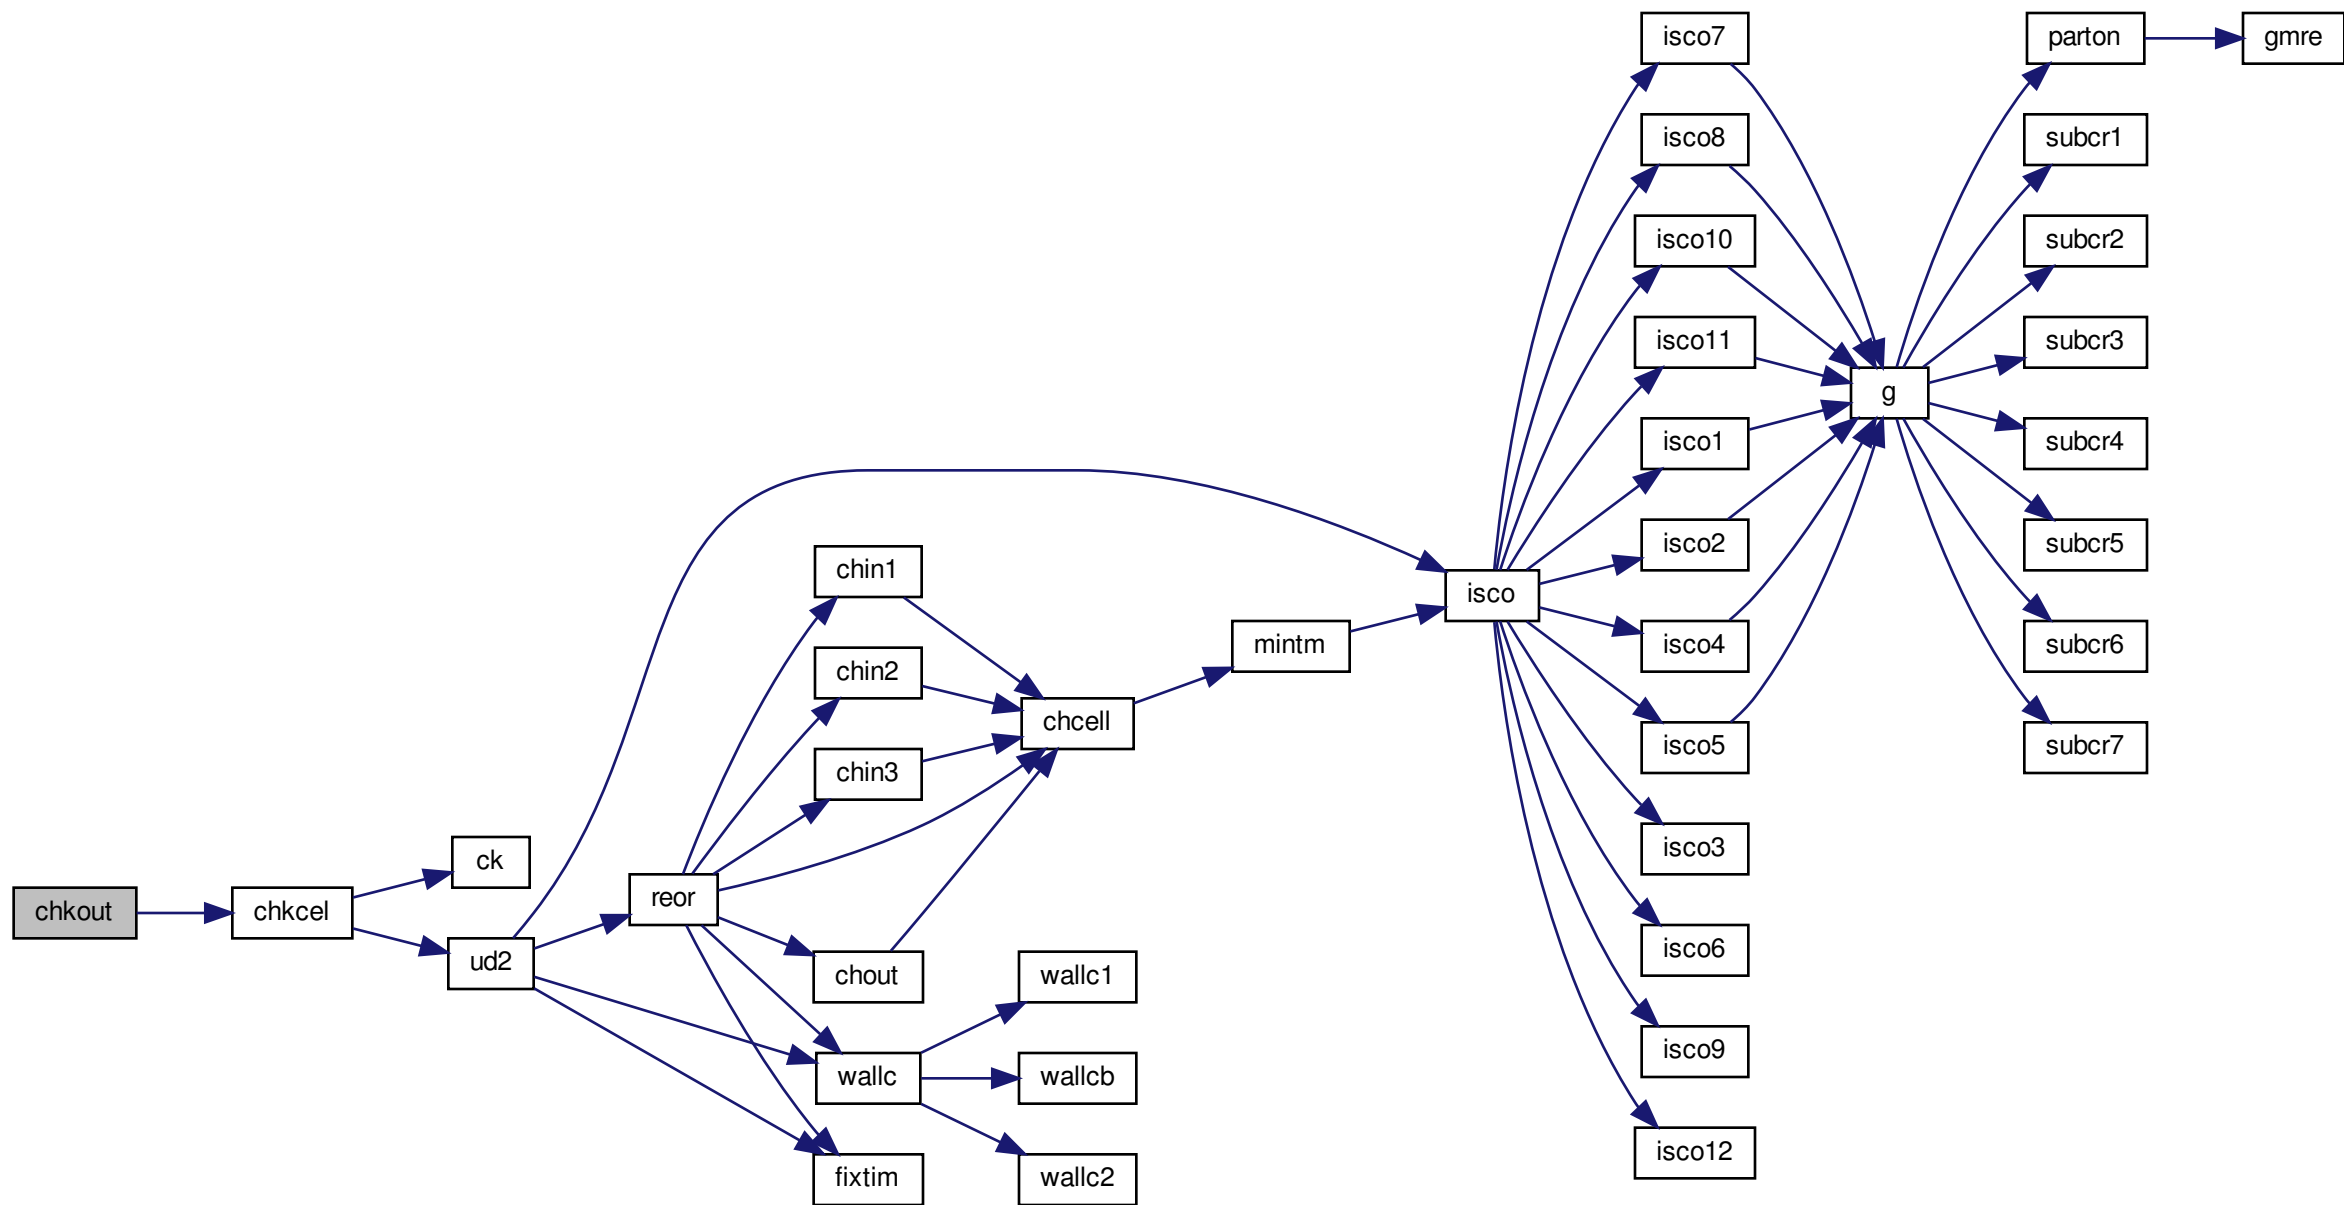 chkout
chkcel
ck
ud2
reor
chin1
chin2
chin3
chout
wallc
fixtim
chcell
wallc1
wallcb
wallc2
mintm
isco
isco7
isco8
isco10
isco11
isco1
isco2
isco4
isco5
isco3
isco6
isco9
isco12
g
parton
subcr1
subcr2
subcr3
subcr4
subcr5
subcr6
subcr7
gmre